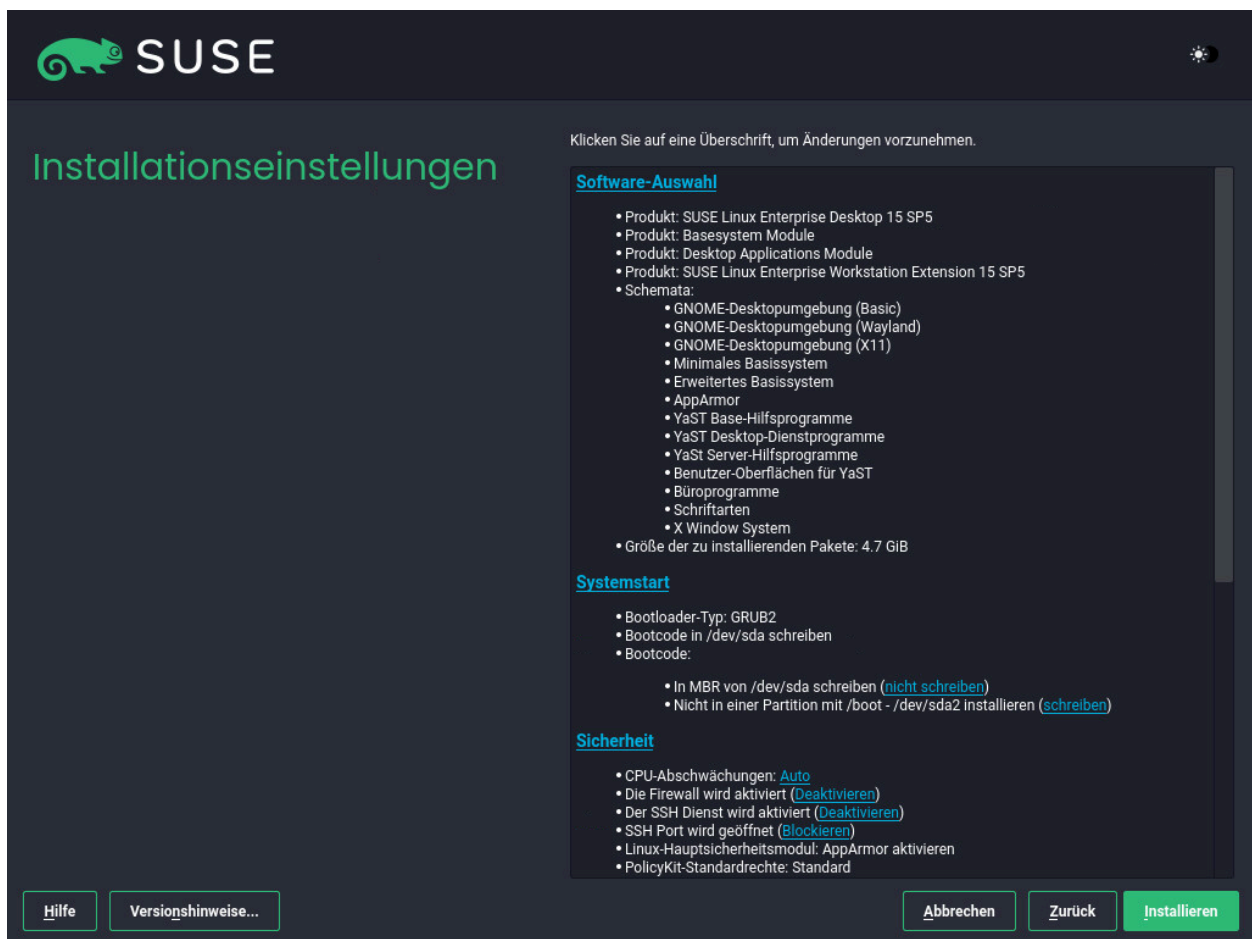 SUSE
Installationseinstellungen
Klicken Sie auf eine Überschrift, um Änderungen vorzunehmen.
Software-Auswahl
• Produkt: SUSE Linux Enterprise Desktop 15 SP5
• Produkt: Basesystem Module
• Produkt: Desktop Applications Module
• Produkt: SUSE Linux Enterprise Workstation Extension 15 SP5
• Schemata:
• GNOME-Desktopumgebung (Basic)
• GNOME-Desktopumgebung (Wayland)
• GNOME-Desktopumgebung (X11)
• Minimales Basissystem
• Erweitertes Basissystem
• AppArmor
• YaST Base-Hilfsprogramme
• YaST Desktop-Dienstprogramme
• YaSt Server-Hilfsprogramme
• Benutzer-Oberflächen für YaST
• Büroprogramme
• Schriftarten
• X Window System
• Größe der zu installierenden Pakete: 4.7 GiB
Systemstart
• Bootloader-Typ: GRUB2
• Bootcode in /dev/sda schreiben
• Bootcode:
• In MBR von /dev/sda schreiben (nicht schreiben)
• Nicht in einer Partition mit /boot - /dev/sda2 installieren (schreiben)
Sicherheit
• CPU-Abschwächungen: Auto
• Die Firewall wird aktiviert (Deaktivieren)
• Der SSH Dienst wird aktiviert (Deaktivieren)
• SSH Port wird geöffnet (Blockieren)
• Linux-Hauptsicherheitsmodul: AppArmor aktivieren
• PolicyKit-Standardrechte: Standard
Hilfe Versionshinweise... Abbrechen Zurück Installieren